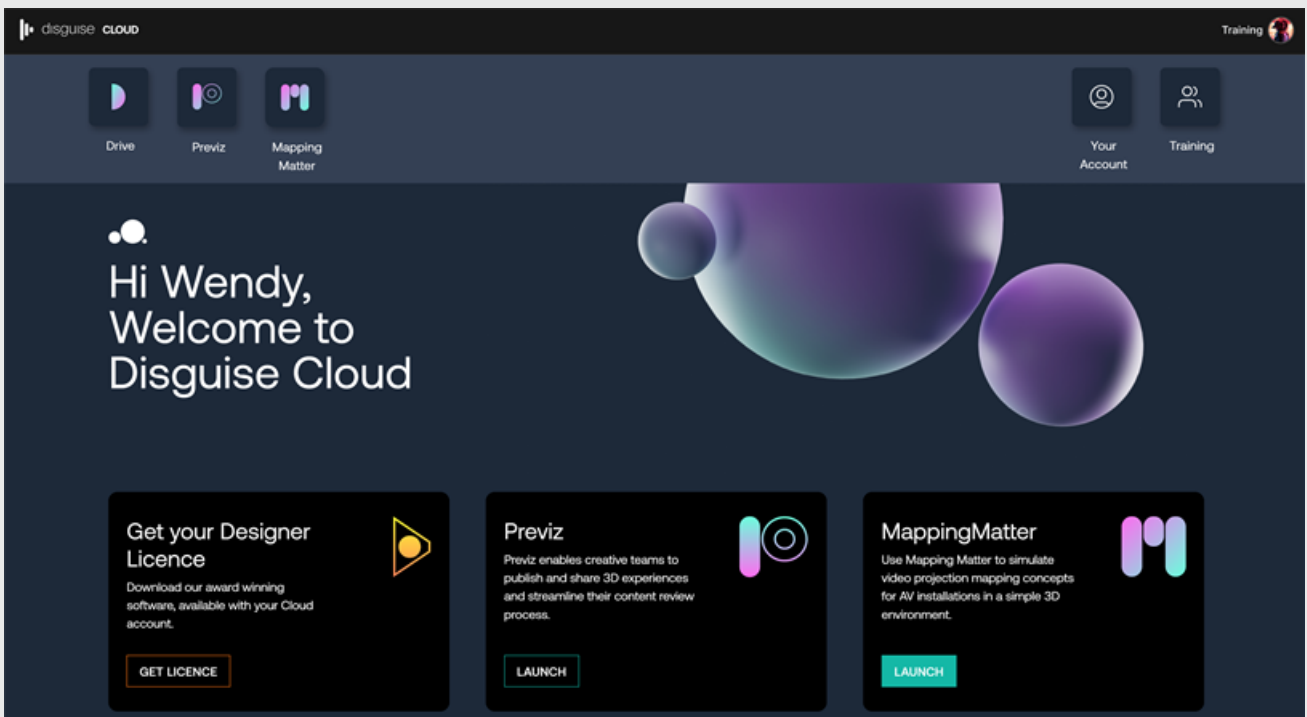 disguise CLOUD
Training
Drive
Previz
Mapping
Matter
Your
Account
Training
Hi Wendy,
Welcome to
Disguise Cloud
Get your Designer
Licence
Download our award winning
software, available with your Cloud
account.
GET LICENCE
Previz
Previz enables creative teams to
publish and share 3D experiences
and streamline their content review
process.
LAUNCH
MappingMatter
Use Mapping Matter to simulate
video projection mapping concepts
for AV installations in a simple 3D
environment.
LAUNCH